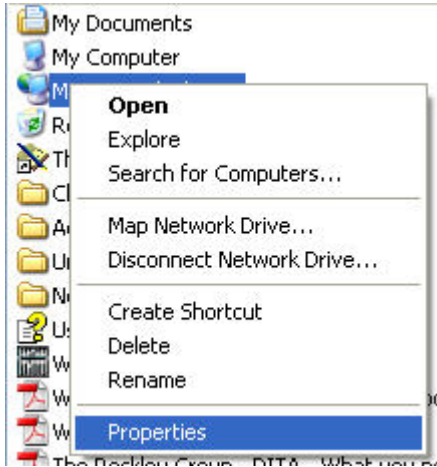 My Documents
My Computer
Open
Explore
Search for Computers...
Map Network Drive...
Disconnect Network Drive...
Create Shortcut
Delete
Rename
Properties
The Rockley Group - DITA - What you